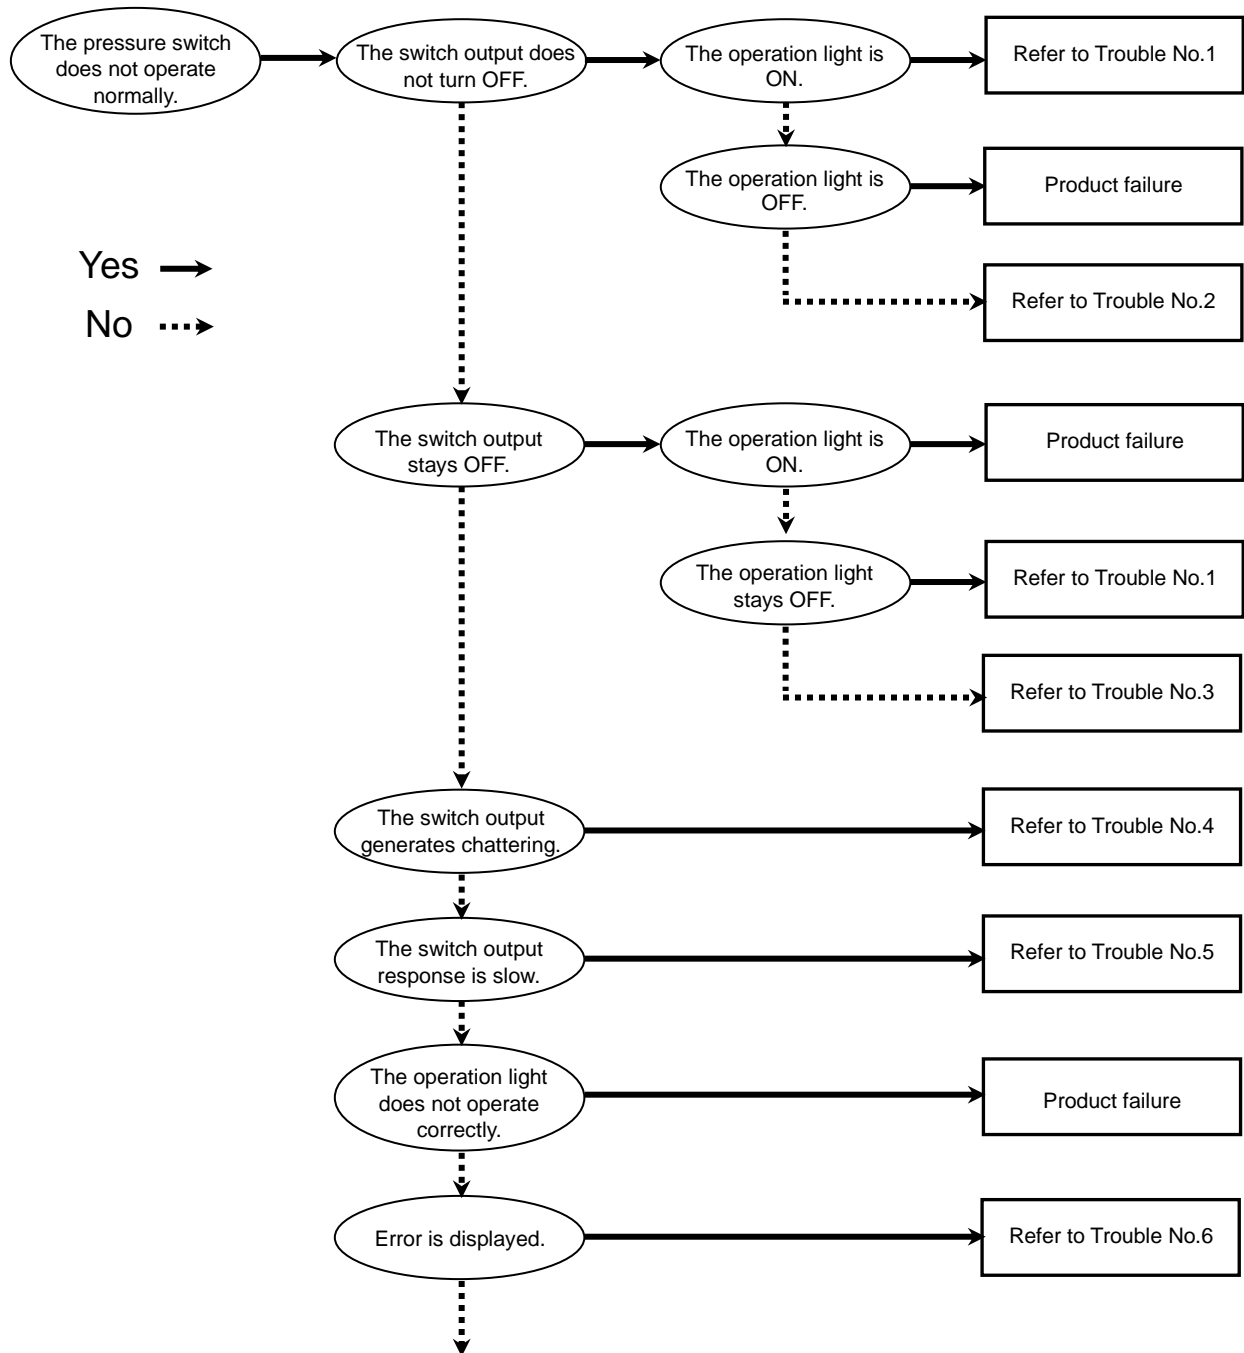 The pressure switch
does not operate
normally.
The switch output does
not turn OFF.
The operation light is
ON.
Refer to Trouble No.1
The operation light is
OFF.
Product failure
Yes
No
Refer to Trouble No.2
The switch output
stays OFF.
The operation light is
ON.
Product failure
The operation light
stays OFF.
Refer to Trouble No.1
Refer to Trouble No.3
The switch output
generates chattering.
Refer to Trouble No.4
The switch output
response is slow.
Refer to Trouble No.5
The operation light
does not operate
correctly.
Product failure
Error is displayed.
Refer to Trouble No.6